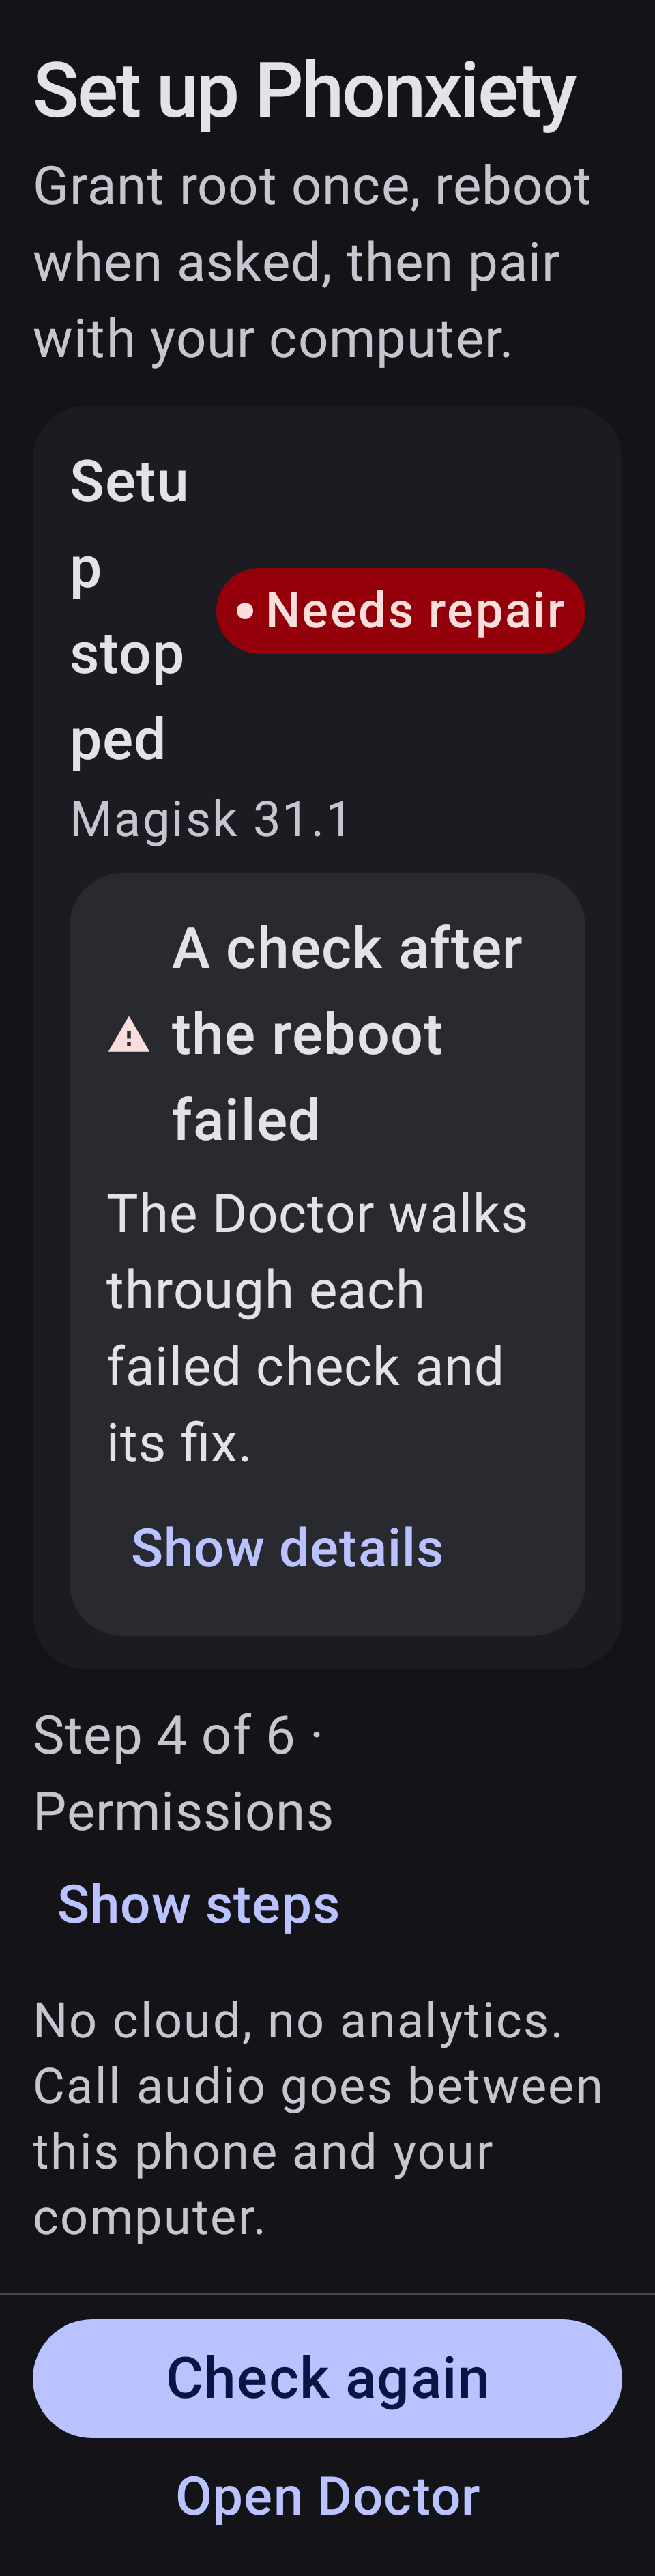 Set up Phonxiety
Grant root once, reboot
when asked, then pair
with your computer.
Setu
p
stop
ped
• Needs repair
Magisk 31.1
A check after
the reboot
failed
The Doctor walks
through each
failed check and
its fix.
Show details
Step 4 of 6 ·
Permissions
Show steps
No cloud, no analytics.
Call audio goes between
this phone and your
computer.
Check again
Open Doctor